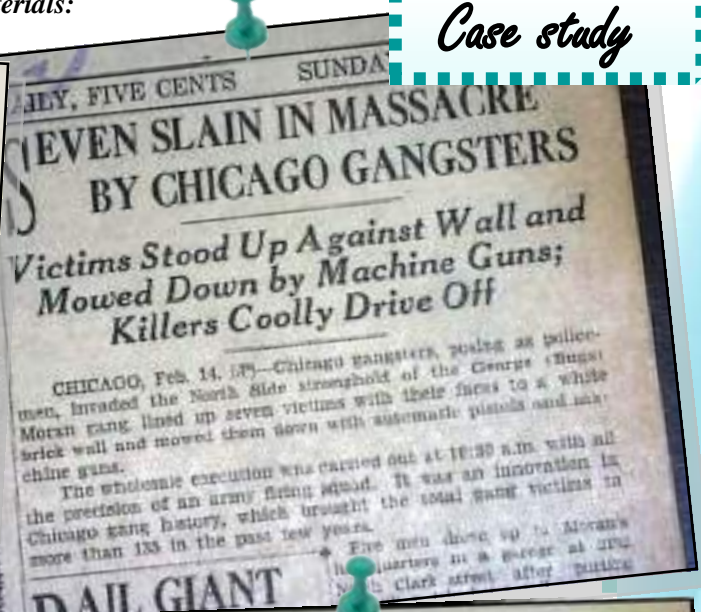 erials:
Case study
AILY, FIVE CENTS SUNDA
SEVEN SLAIN IN MASSACRE
BY CHICAGO GANGSTERS
Victims Stood Up Against Wall and
Mowed Down by Machine Guns;
Killers Coolly Drive Off
CHICAGO, Feb. 14. (AP)—Chicago gangsters, posing as police-
men, invaded the North Side stronghold of the George (Bugs)
Moran gang lined up seven victims with their faces to a white
brick wall and mowed them down with automatic pistols and ma-
chine guns.
The wholesale execution was carried out at 10:30 a.m. with all
the precision of an army firing squad. It was an innovation in
Chicago gang history, which brought the total gang victims to
more than 135 in the past few years.
Five men drove up to Moran's
quarters in a garage at
Clark street after
DAIL GIANT